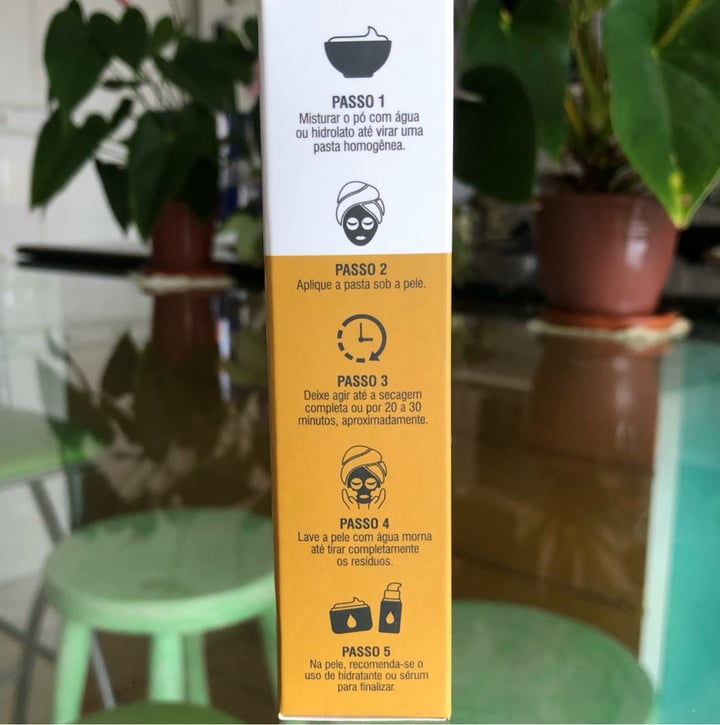 PASSO 1
Misturar o pó com água
ou hidrolato até virar uma
pasta homogênea.
PASSO 2
Aplique a pasta sob a pele.
PASSO 3
Deixe agir até a secagem
completa ou por 20 a 30
minutos, aproximadamente.
PASSO 4
Lave a pele com água morna
até tirar completamente
os resíduos.
PASSO 5
Na pele, recomenda-se o
uso de hidratante ou sérum
para finalizar.